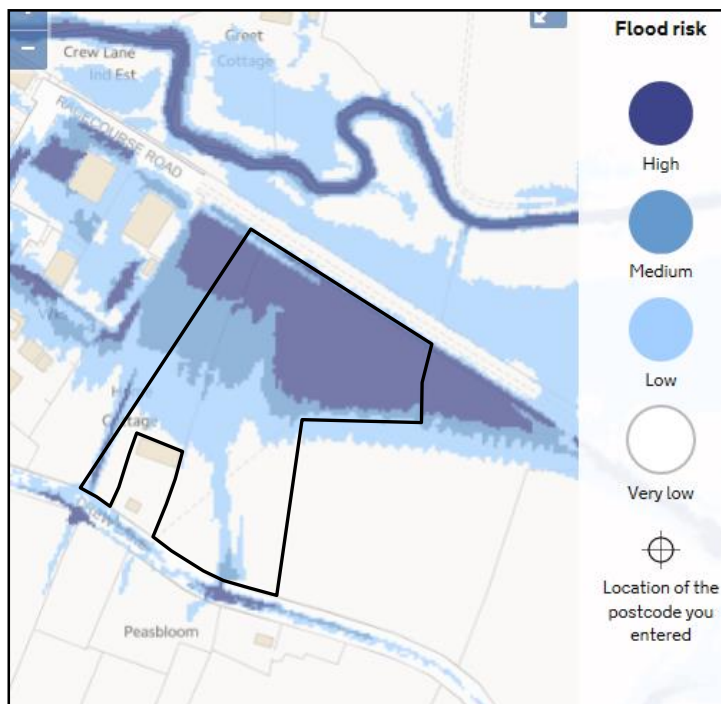 Greet
Cottage
Crew Lane
Ind Est
RACECOURSE ROAD
Cottage
Peasbloom
Flood risk
High
Medium
Low
Very low
Location of the
postcode you
entered